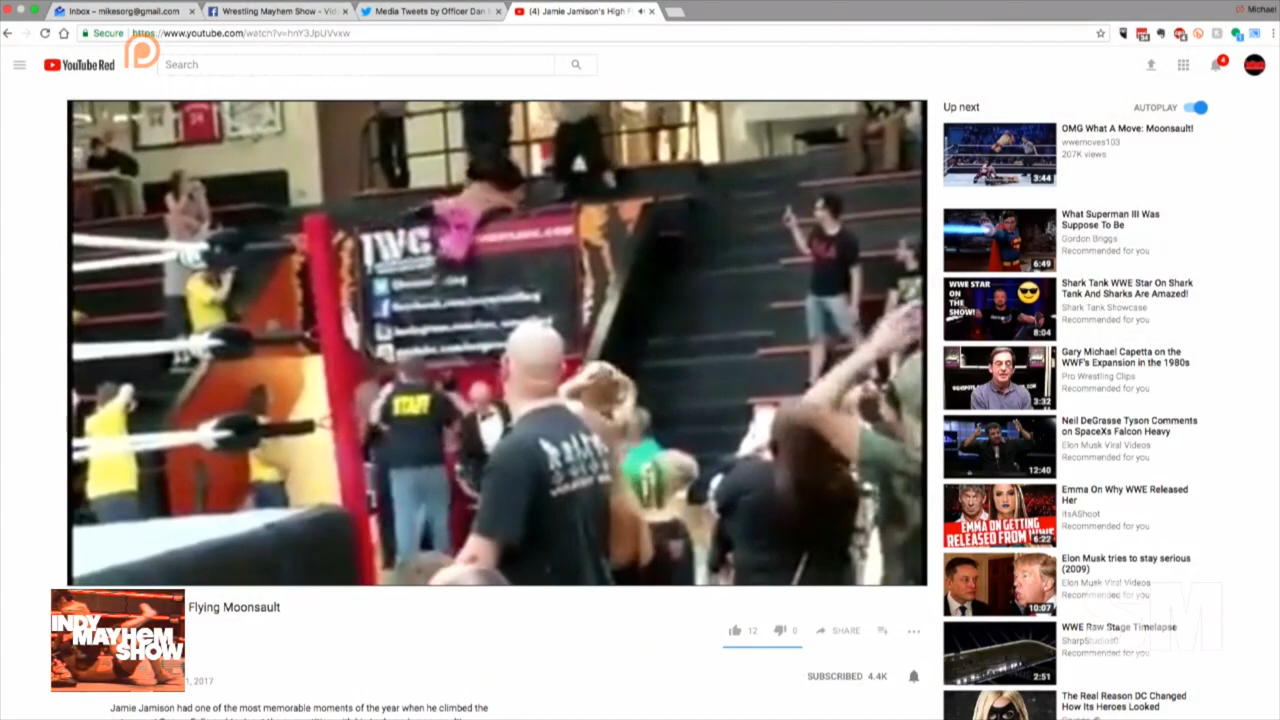 Inbox - mikesorg@gmail.com
Wrestling Mayhem Show - Vid
Media Tweets by Officer Dan
(4) Jamie Jamison's High F
Michael
Secure
https://www.youtube.com/watch?v=hnY3JpUVvxw
YouTube Red
Search
4
Up next
AUTOPLAY
OMG What A Move: Moonsault!
wwemoves103
207K views
3:44
What Superman III Was
Suppose To Be
Gordon Briggs
Recommended for you
6:49
WWE STAR
ON
THE
SHOW!
Shark Tank WWE Star On Shark
Tank And Sharks Are Amazed!
Shark Tank Showcase
Recommended for you
8:04
Gary Michael Capetta on the
WWF's Expansion in the 1980s
Pro Wrestling Clips
Recommended for you
3:32
Neil DeGrasse Tyson Comments
on SpaceXs Falcon Heavy
Elon Musk Viral Videos
Recommended for you
12:40
Emma On Why WWE Released
Her
ItsAShoot
Recommended for you
EMMA ON GETTING
RELEASED FROM WWE
6:22
Elon Musk tries to stay serious
(2009)
Elon Musk Viral Videos
Recommended for you
10:07
WWE Raw Stage Timelapse
SharpStudios0
Recommended for you
2:51
The Real Reason DC Changed
How Its Heroes Looked
STAFF
24
INDY
MAYHEM
SHOW
Flying Moonsault
12
0
SHARE
SUBSCRIBED 4.4K
1, 2017
Jamie Jamison had one of the most memorable moments of the year when he climbed the